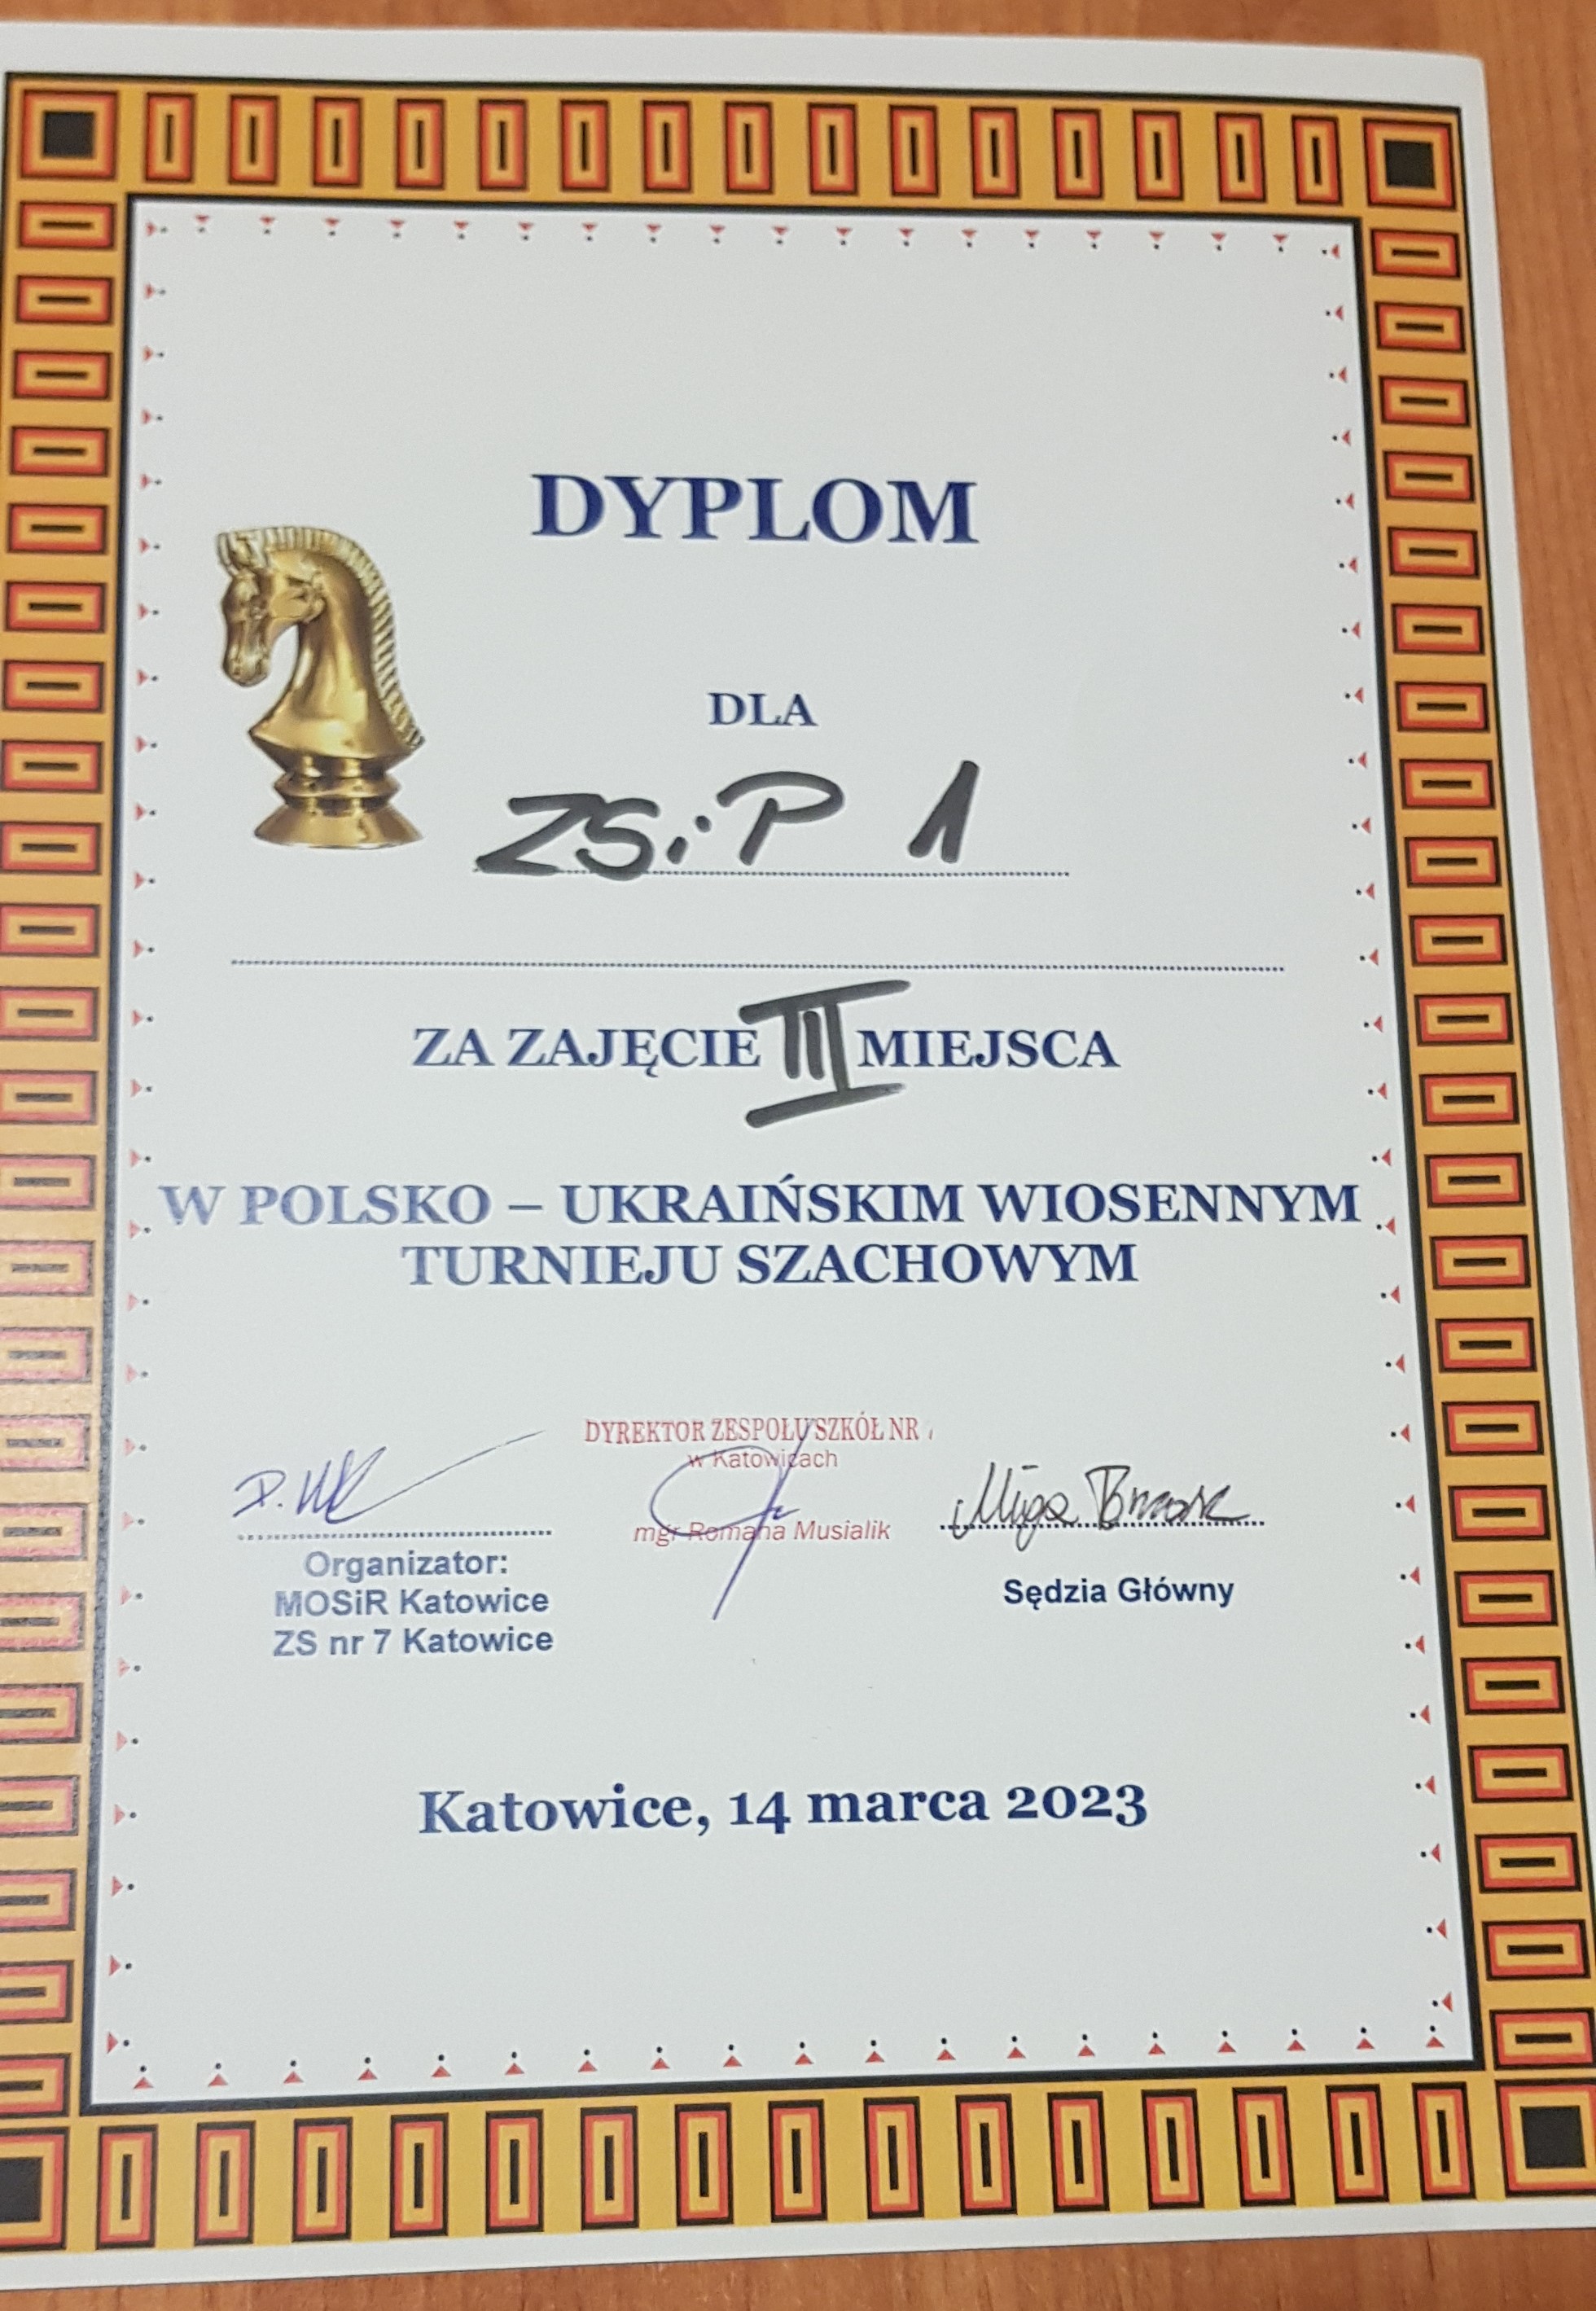 DYPLOM
DLA
ZSiP 1
ZA ZAJĘCIE III MIEJSCA
W POLSKO – UKRAIŃSKIM WIOSENNYM
TURNIEJU SZACHOWYM
DYREKTOR ZESPOŁU SZKÓŁ NR
w Katowicach
mgr Romana Musialik
Organizator:
MOSiR Katowice
ZS nr 7 Katowice
Sędzia Główny
Katowice, 14 marca 2023